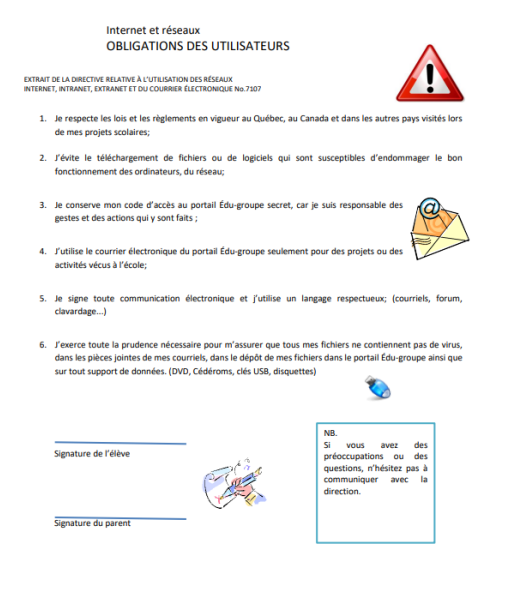 Internet et réseaux
OBLIGATIONS DES UTILISATEURS
EXTRAIT DE LA DIRECTIVE RELATIVE À L'UTILISATION DES RÉSEAUX
INTERNET, INTRANET, EXTRANET ET DU COURRIER ÉLECTRONIQUE No.7107
1. Je respecte les lois et les règlements en vigueur au Québec, au Canada et dans les autres pays visités lors
de mes projets scolaires;
2. J'évite le téléchargement de fichiers ou de logiciels qui sont susceptibles d'endommager le bon
fonctionnement des ordinateurs, du réseau;
3. Je conserve mon code d'accès au portail Édu-groupe secret, car je suis responsable des
gestes et des actions qui y sont faits ;
4. J'utilise le courrier électronique du portail Édu-groupe seulement pour des projets ou des
activités vécus à l'école;
5. Je signe toute communication électronique et j'utilise un langage respectueux; (courriels, forum,
clavardage...)
6. J'exerce toute la prudence nécessaire pour m'assurer que tous mes fichiers ne contiennent pas de virus,
dans les pièces jointes de mes courriels, dans le dépôt de mes fichiers dans le portail Édu-groupe ainsi que
sur tout support de données. (DVD, Cédéroms, clés USB, disquettes)
Signature de l'élève
Signature du parent
NB.
Si vous avez des
préoccupations ou des
questions, n'hésitez pas à
communiquer avec la
direction.